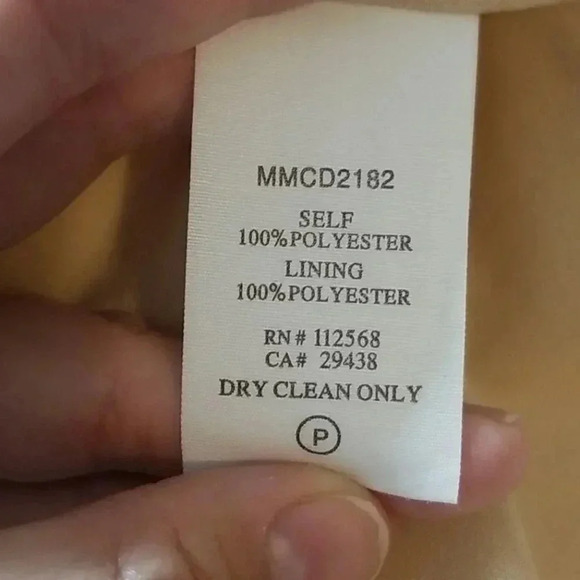 MMCD2182
SELF
100%POLYESTER
LINING
100%POLYESTER
RN# 112568
CA# 29438
DRY CLEAN ONLY
P